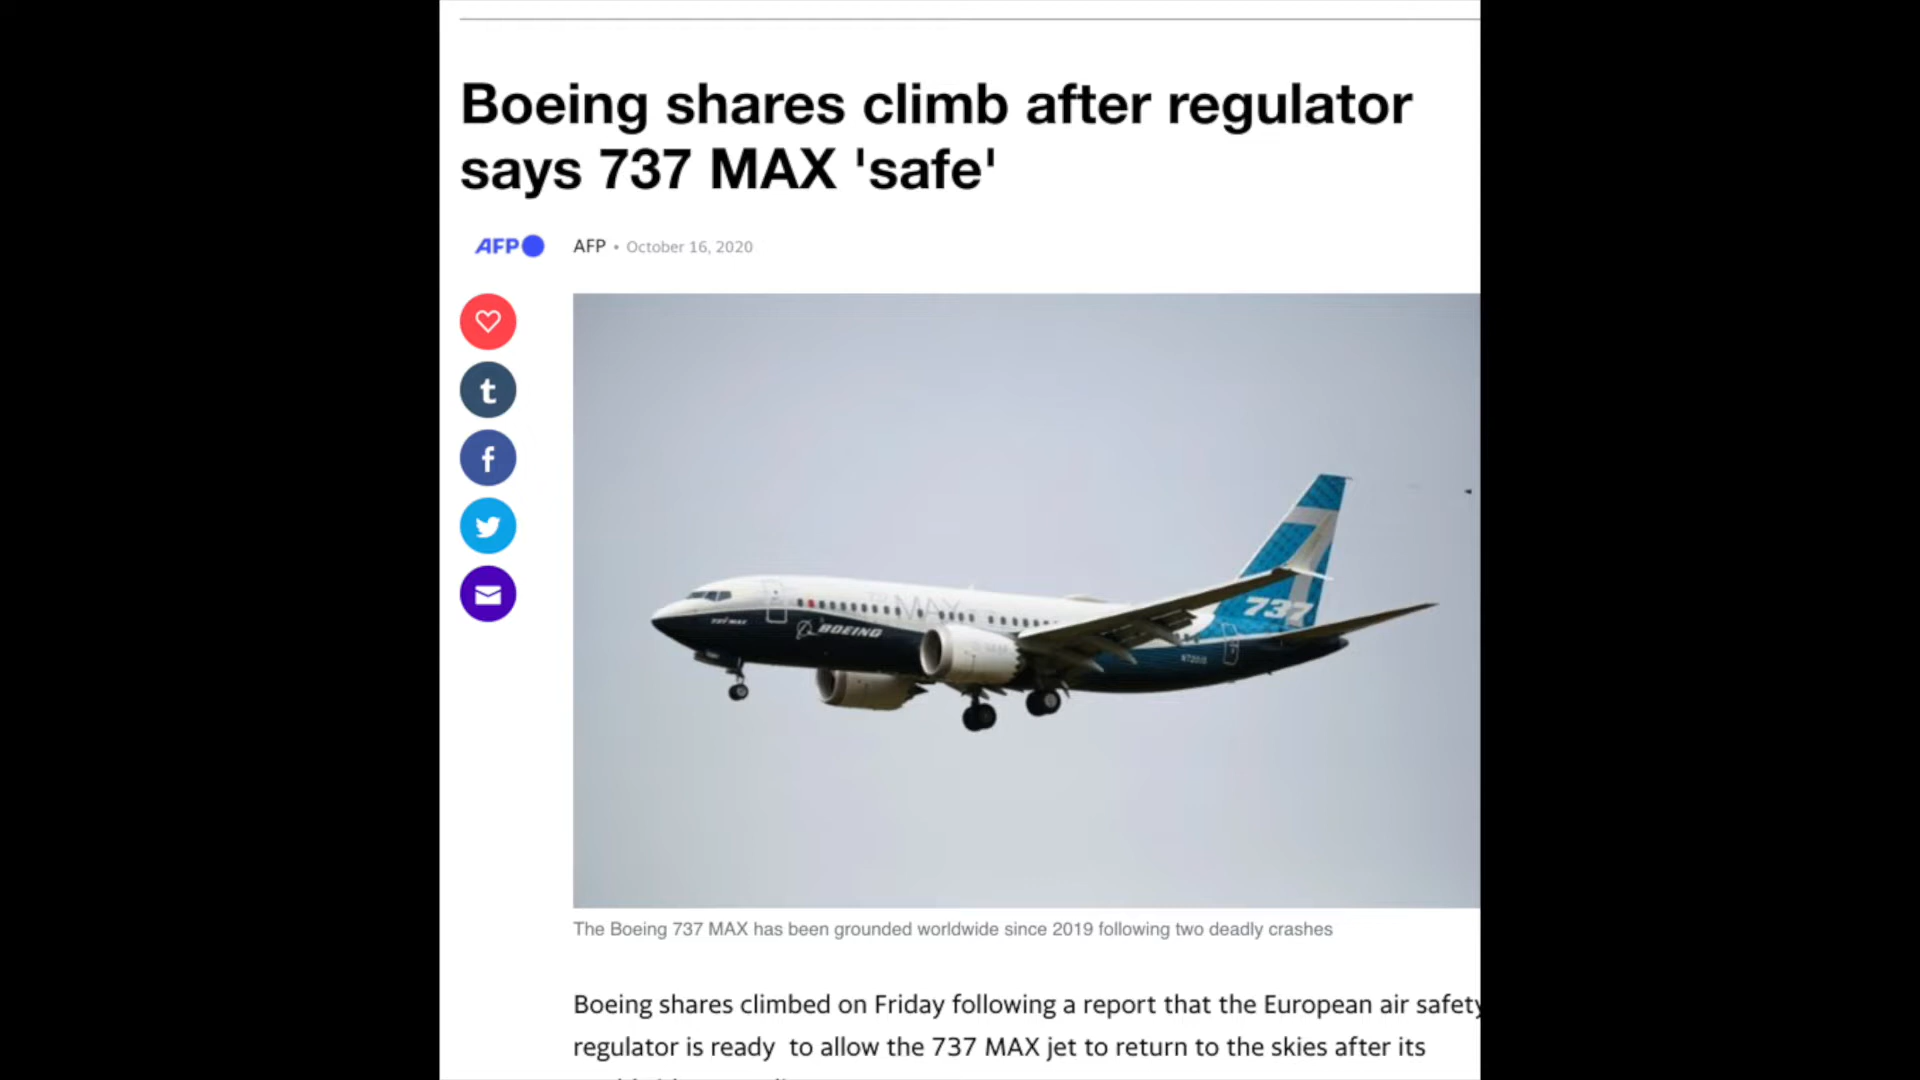 Boeing shares climb after regulator
says 737 MAX 'safe'
AFP AFP • October 16, 2020
t
f
737 MAX
BOEING
MAX
737
The Boeing 737 MAX has been grounded worldwide since 2019 following two deadly crashes
Boeing shares climbed on Friday following a report that the European air safety
regulator is ready to allow the 737 MAX jet to return to the skies after its